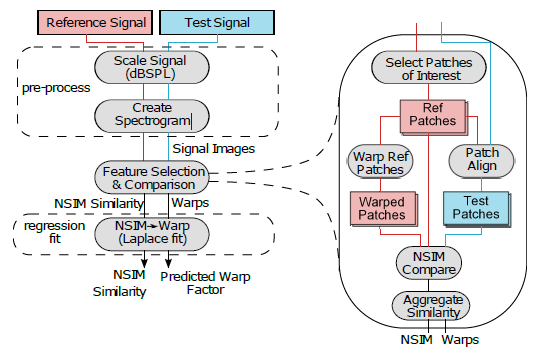 Reference Signal
Test Signal
Scale Signal
(dBSPL)
pre-process
Create
Spectrogram
Signal Images
Feature Selection
& Comparison
NSIM Similarity
Warps
regression
fit
NSIM→Warp
(Laplace fit)
NSIM
Similarity
Predicted Warp
Factor
Select Patches
of Interest
Ref
Patches
Warp Ref
Patches
Patch
Align
Warped
Patches
Test
Patches
NSIM
Compare
Aggregate
Similarity
NSIM
Warps